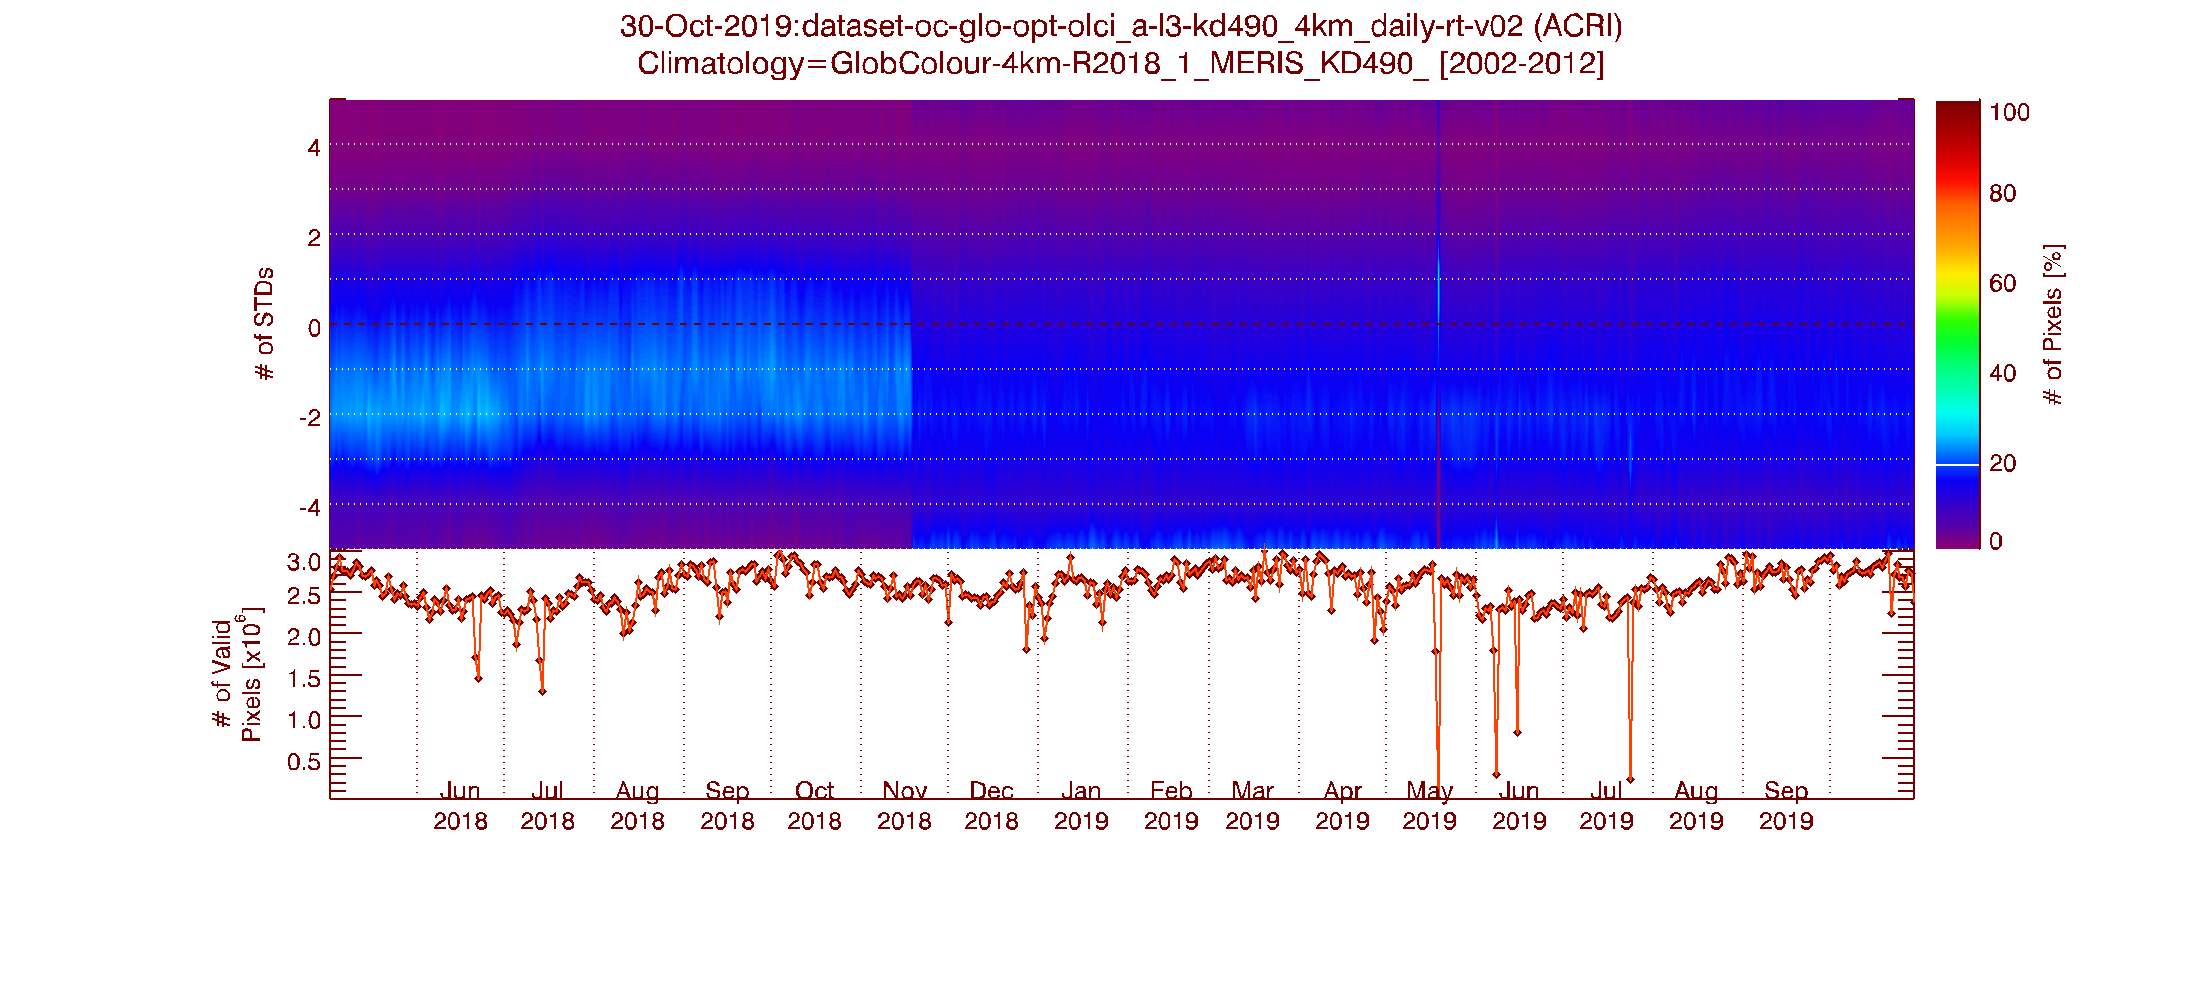 30-Oct-2019:dataset-oc-glo-opt-olci_a-l3-kd490_4km_daily-rt-v02 (ACRI)
Climatology=GlobColour-4km-R2018_1_MERIS_KD490_ [2002-2012]
# of STDs
4
2
0
-2
-4
100
80
60
40
20
0
# of Pixels [%]
# of Valid
Pixels [x10^6]
3.0
2.5
2.0
1.5
1.0
0.5
Jun Jul Aug Sep Oct Nov Dec Jan Feb Mar Apr May Jun Jul Aug Sep
2018 2018 2018 2018 2018 2018 2018 2019 2019 2019 2019 2019 2019 2019 2019 2019